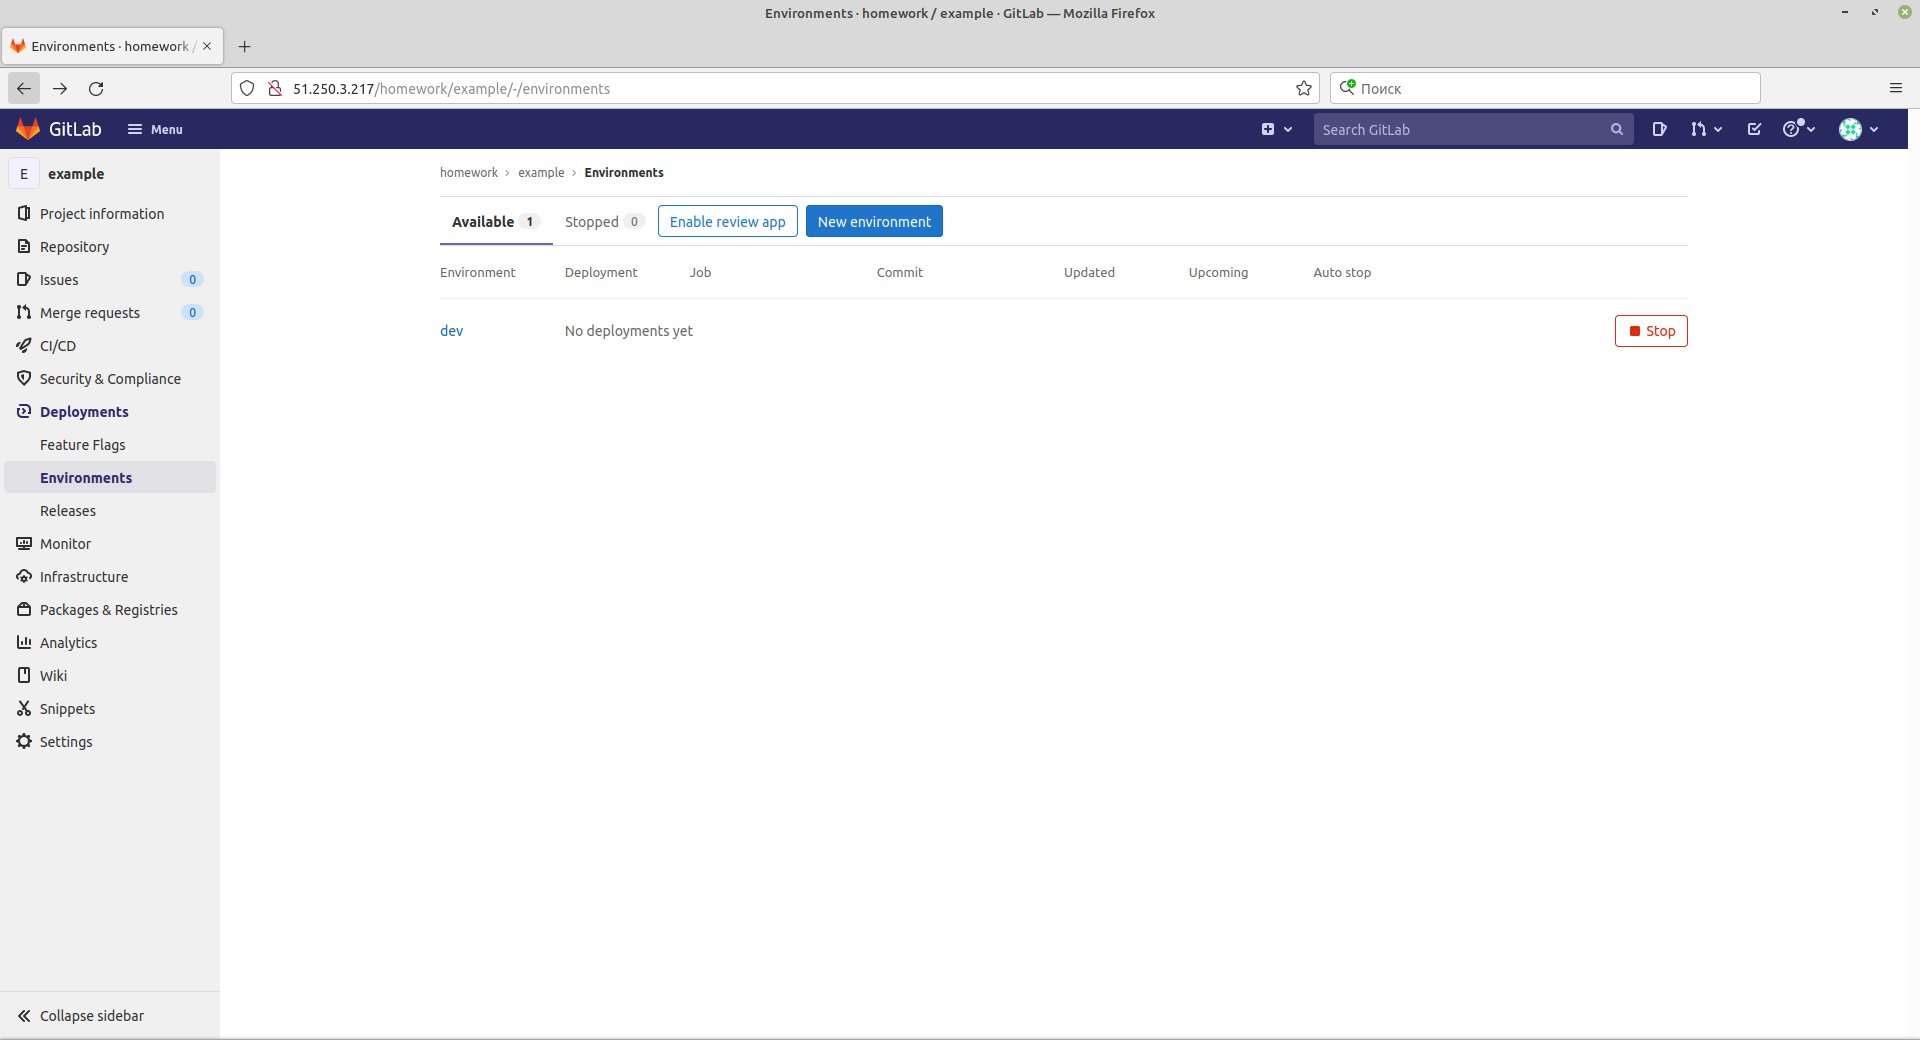 Environments · homework / example · GitLab — Mozilla Firefox
Environments · homework /
51.250.3.217/homework/example/-/environments
Поиск
GitLab
Menu
Search GitLab
E example
Project information
Repository
Issues 0
Merge requests 0
CI/CD
Security & Compliance
Deployments
Feature Flags
Environments
Releases
Monitor
Infrastructure
Packages & Registries
Analytics
Wiki
Snippets
Settings
Collapse sidebar
homework › example › Environments
Available 1 Stopped 0 Enable review app New environment
Environment Deployment Job Commit Updated Upcoming Auto stop
dev No deployments yet Stop